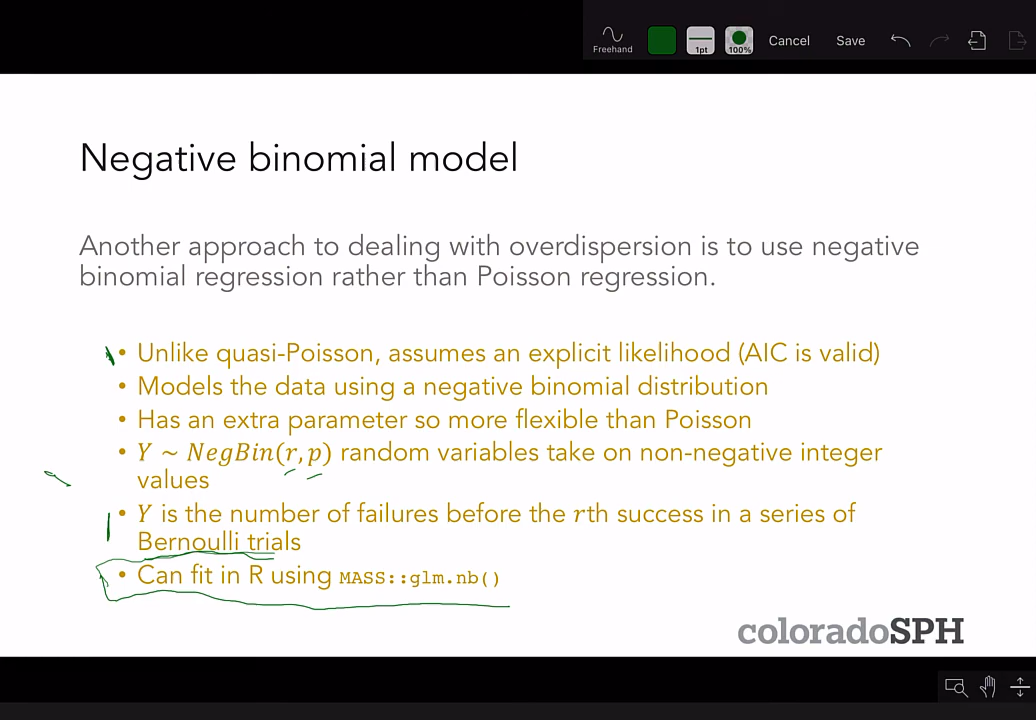 Freehand
1pt
100%
Cancel
Save
Negative binomial model
Another approach to dealing with overdispersion is to use negative
binomial regression rather than Poisson regression.
• Unlike quasi-Poisson, assumes an explicit likelihood (AIC is valid)
• Models the data using a negative binomial distribution
• Has an extra parameter so more flexible than Poisson
• Y ~ NegBin(r, p) random variables take on non-negative integer
values
• Y is the number of failures before the rth success in a series of
Bernoulli trials
• Can fit in R using MASS::glm.nb()
coloradoSPH